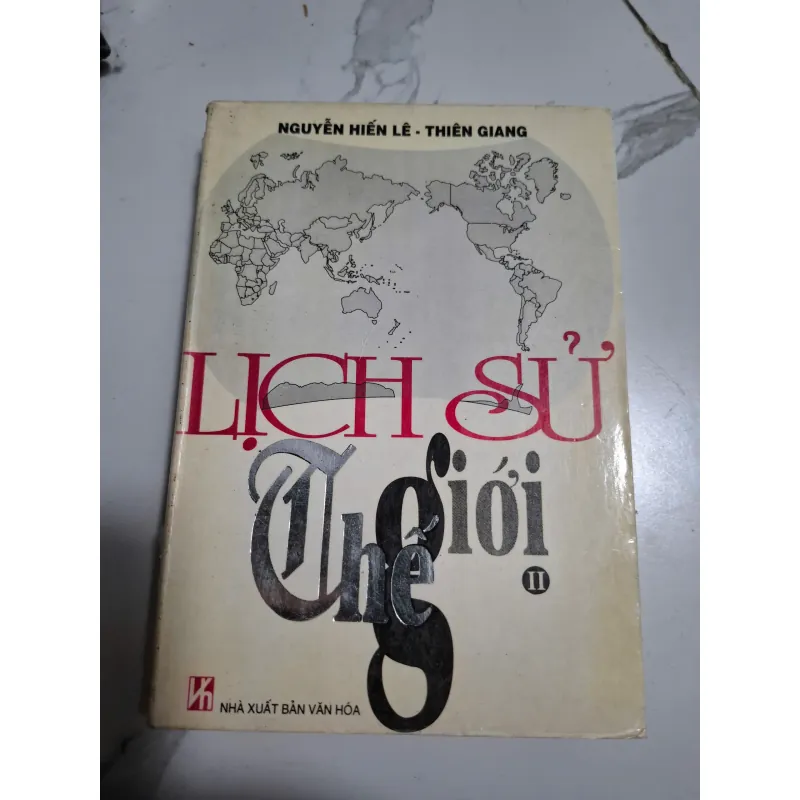 NGUYỄN HIẾN LÊ - THIÊN GIANG
LỊCH SỬ
Thế giới
II
NHÀ XUẤT BẢN VĂN HÓA